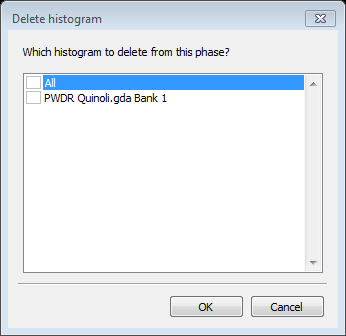 Delete histogram
Which histogram to delete from this phase?
All
PWDR Quinoli.gda Bank 1
OK
Cancel